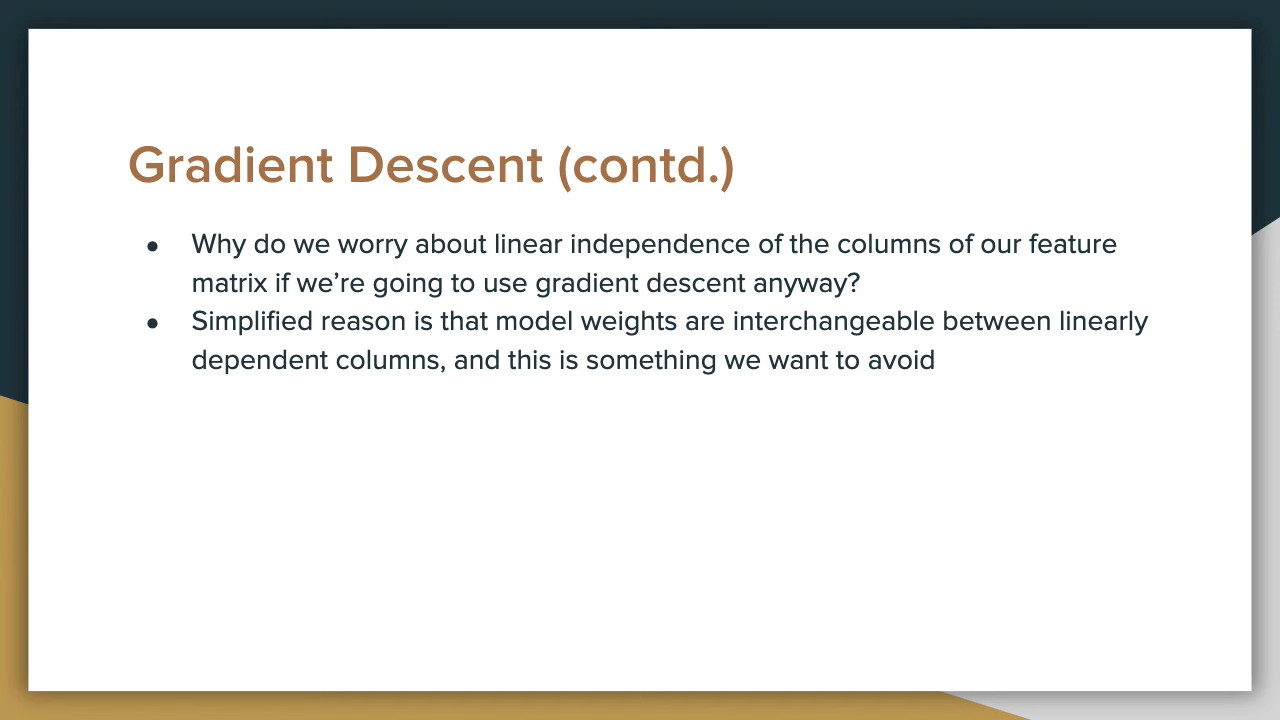 Gradient Descent (contd.)
● Why do we worry about linear independence of the columns of our feature
matrix if we’re going to use gradient descent anyway?
● Simplified reason is that model weights are interchangeable between linearly
dependent columns, and this is something we want to avoid